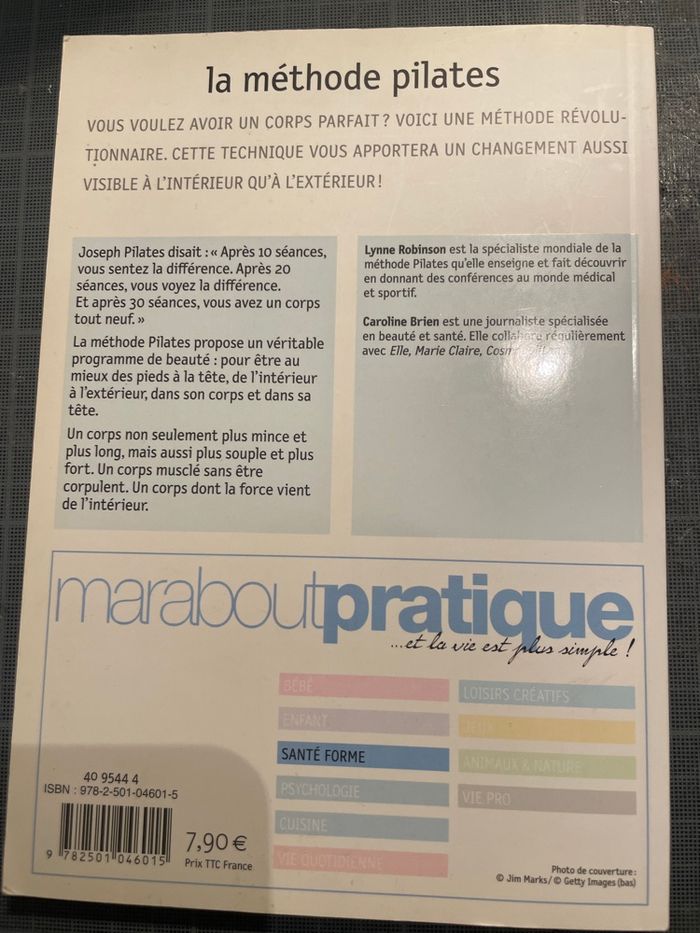 la méthode pilates
VOUS VOULEZ AVOIR UN CORPS PARFAIT ? VOICI UNE MÉTHODE RÉVOLU-
TIONNAIRE. CETTE TECHNIQUE VOUS APPORTERA UN CHANGEMENT AUSSI
VISIBLE À L'INTÉRIEUR QU'À L'EXTÉRIEUR !
Joseph Pilates disait : « Après 10 séances,
vous sentez la différence. Après 20
séances, vous voyez la différence.
Et après 30 séances, vous avez un corps
tout neuf. »
La méthode Pilates propose un véritable
programme de beauté : pour être au
mieux des pieds à la tête, de l'intérieur
à l'extérieur, dans son corps et dans sa
tête.
Un corps non seulement plus mince et
plus long, mais aussi plus souple et plus
fort. Un corps musclé sans être
corpulent. Un corps dont la force vient
de l'intérieur.
Lynne Robinson est la spécialiste mondiale de la
méthode Pilates qu'elle enseigne et fait découvrir
en donnant des conférences au monde médical
et sportif.
Caroline Brien est une journaliste spécialisée
en beauté et santé. Elle collabore régulièrement
avec Elle, Marie Claire,
maraboutpratique
...et la vie est plus simple !
BÉBÉ
ENFANT
SANTÉ FORME
PSYCHOLOGIE
CUISINE
VIE QUOTIDIENNE
LOISIRS CRÉATIFS
JEUX
ANIMAUX & NATURE
VIE PRO
40 9544 4
ISBN : 978-2-501-04601-5
9 782501 046015
7,90 €
Prix TTC France
Photo de couverture :
© Jim Marks / © Getty Images (bas)